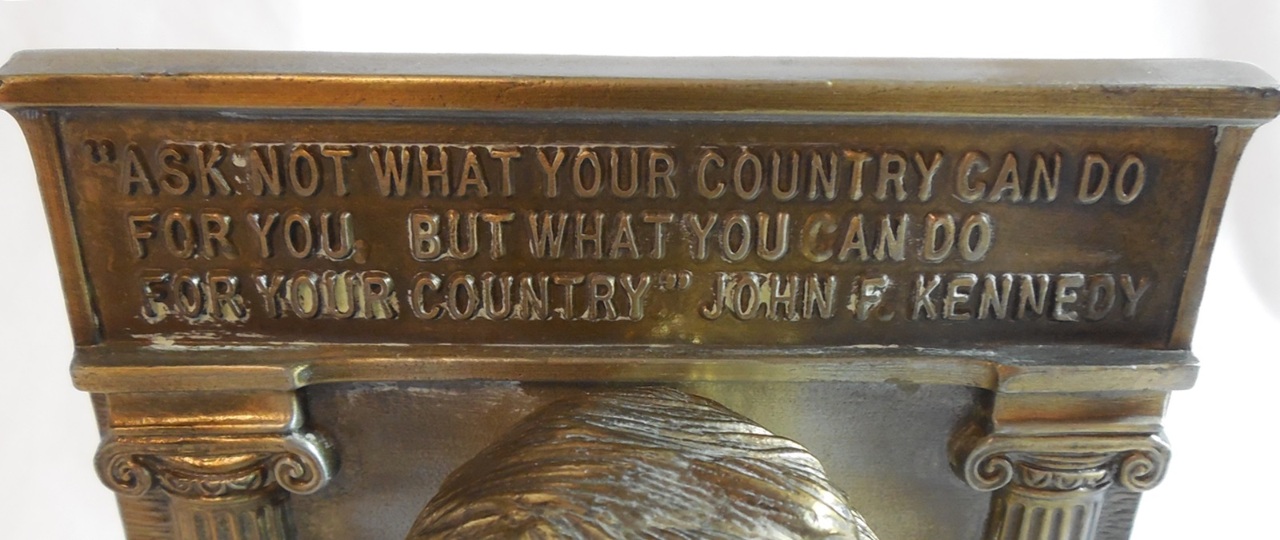 "ASK NOT WHAT YOUR COUNTRY CAN DO
FOR YOU, BUT WHAT YOU CAN DO
FOR YOUR COUNTRY" JOHN F. KENNEDY